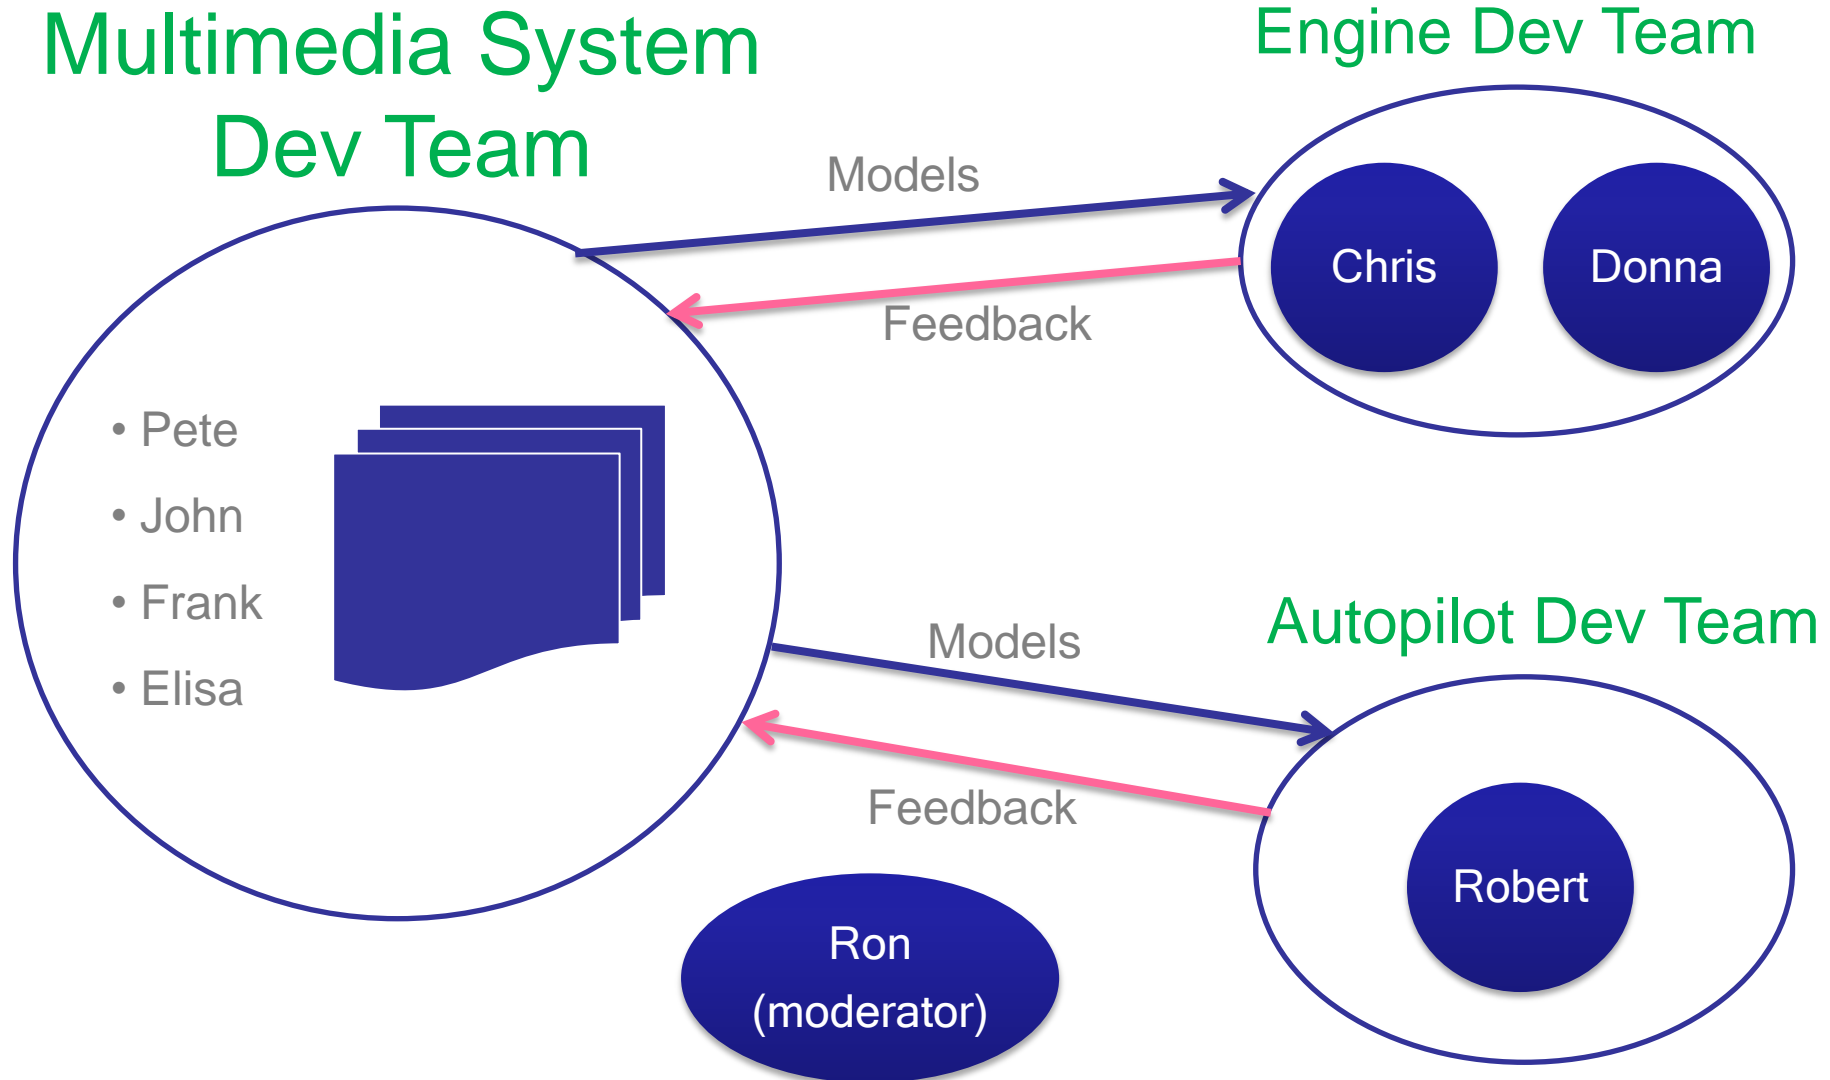 Multimedia System
Dev Team
Engine Dev Team
Models
Chris
Donna
Feedback
• Pete
• John
• Frank
• Elisa
Autopilot Dev Team
Models
Feedback
Robert
Ron
(moderator)